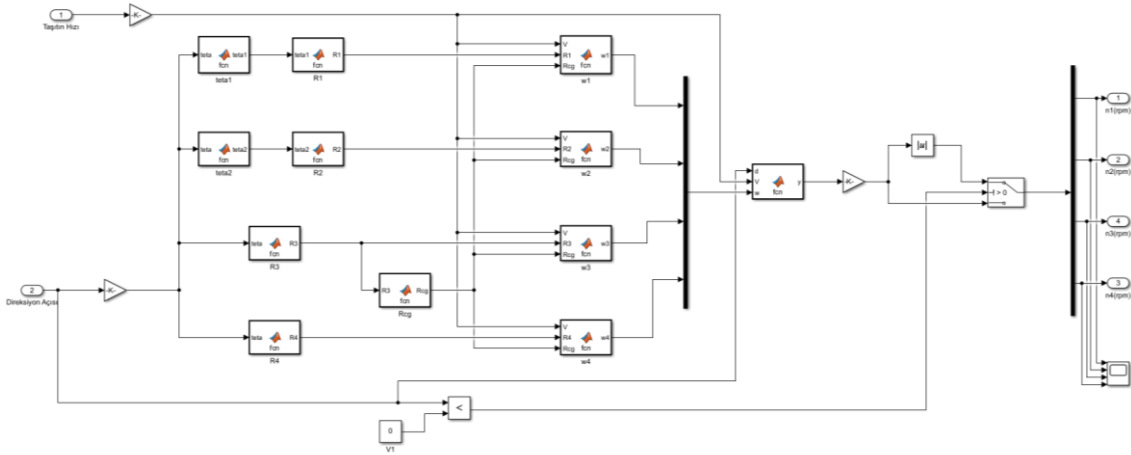 1
Taşıtın Hızı
-K-
teta teta1
fcn
teta1
teta1 R1
fcn
R1
V
R1 w1
Rcg fcn
w1
teta teta2
fcn
teta2
teta2 R2
fcn
R2
V
R2 w2
Rcg fcn
w2
d
V y
w fcn
-K-
|u|
! > 0
1
n1(rpm)
2
n2(rpm)
4
n3(rpm)
3
n4(rpm)
teta R3
fcn
R3
V
R3 w3
Rcg fcn
w3
2
Direksiyon Açısı
-K-
R3 Rcg
fcn
Rcg
teta R4
fcn
R4
V
R4 w4
Rcg fcn
w4
<
0
V1